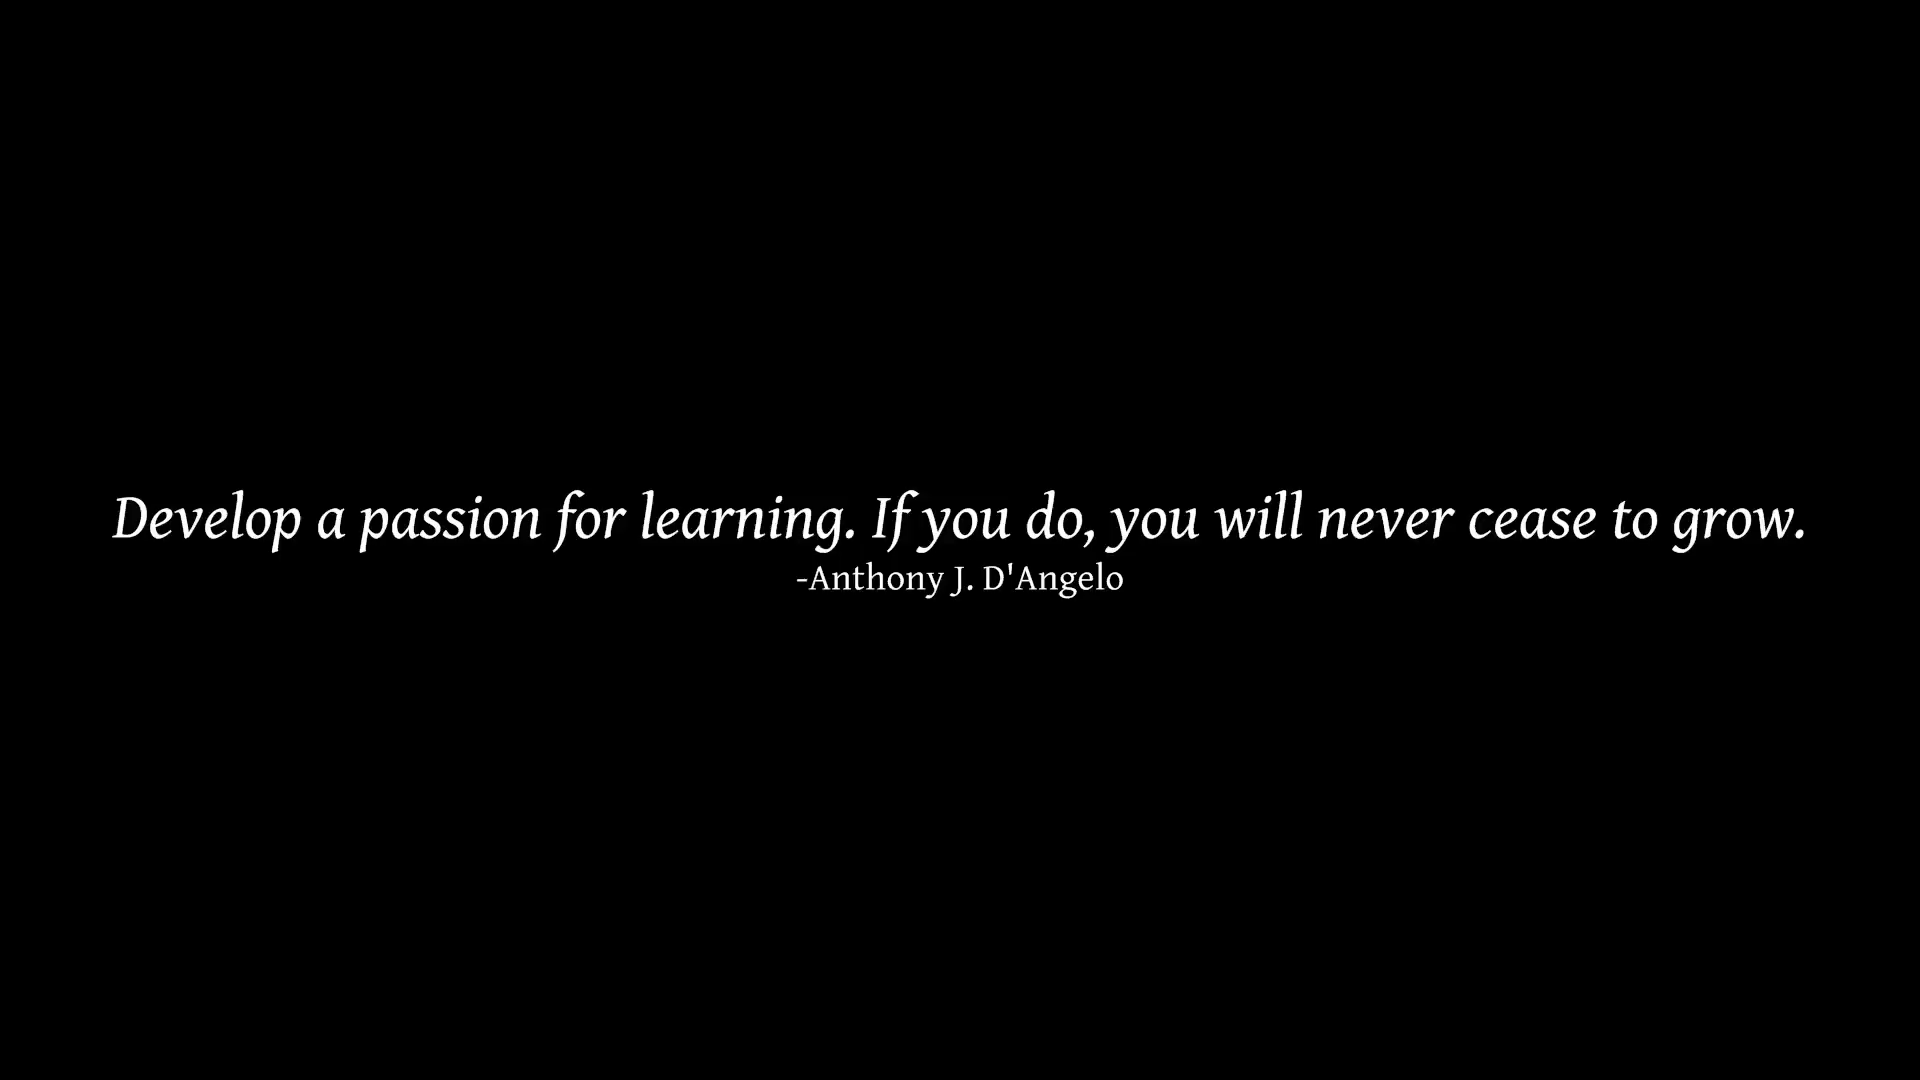 Develop a passion for learning. If you do, you will never cease to grow.
-Anthony J. D'Angelo